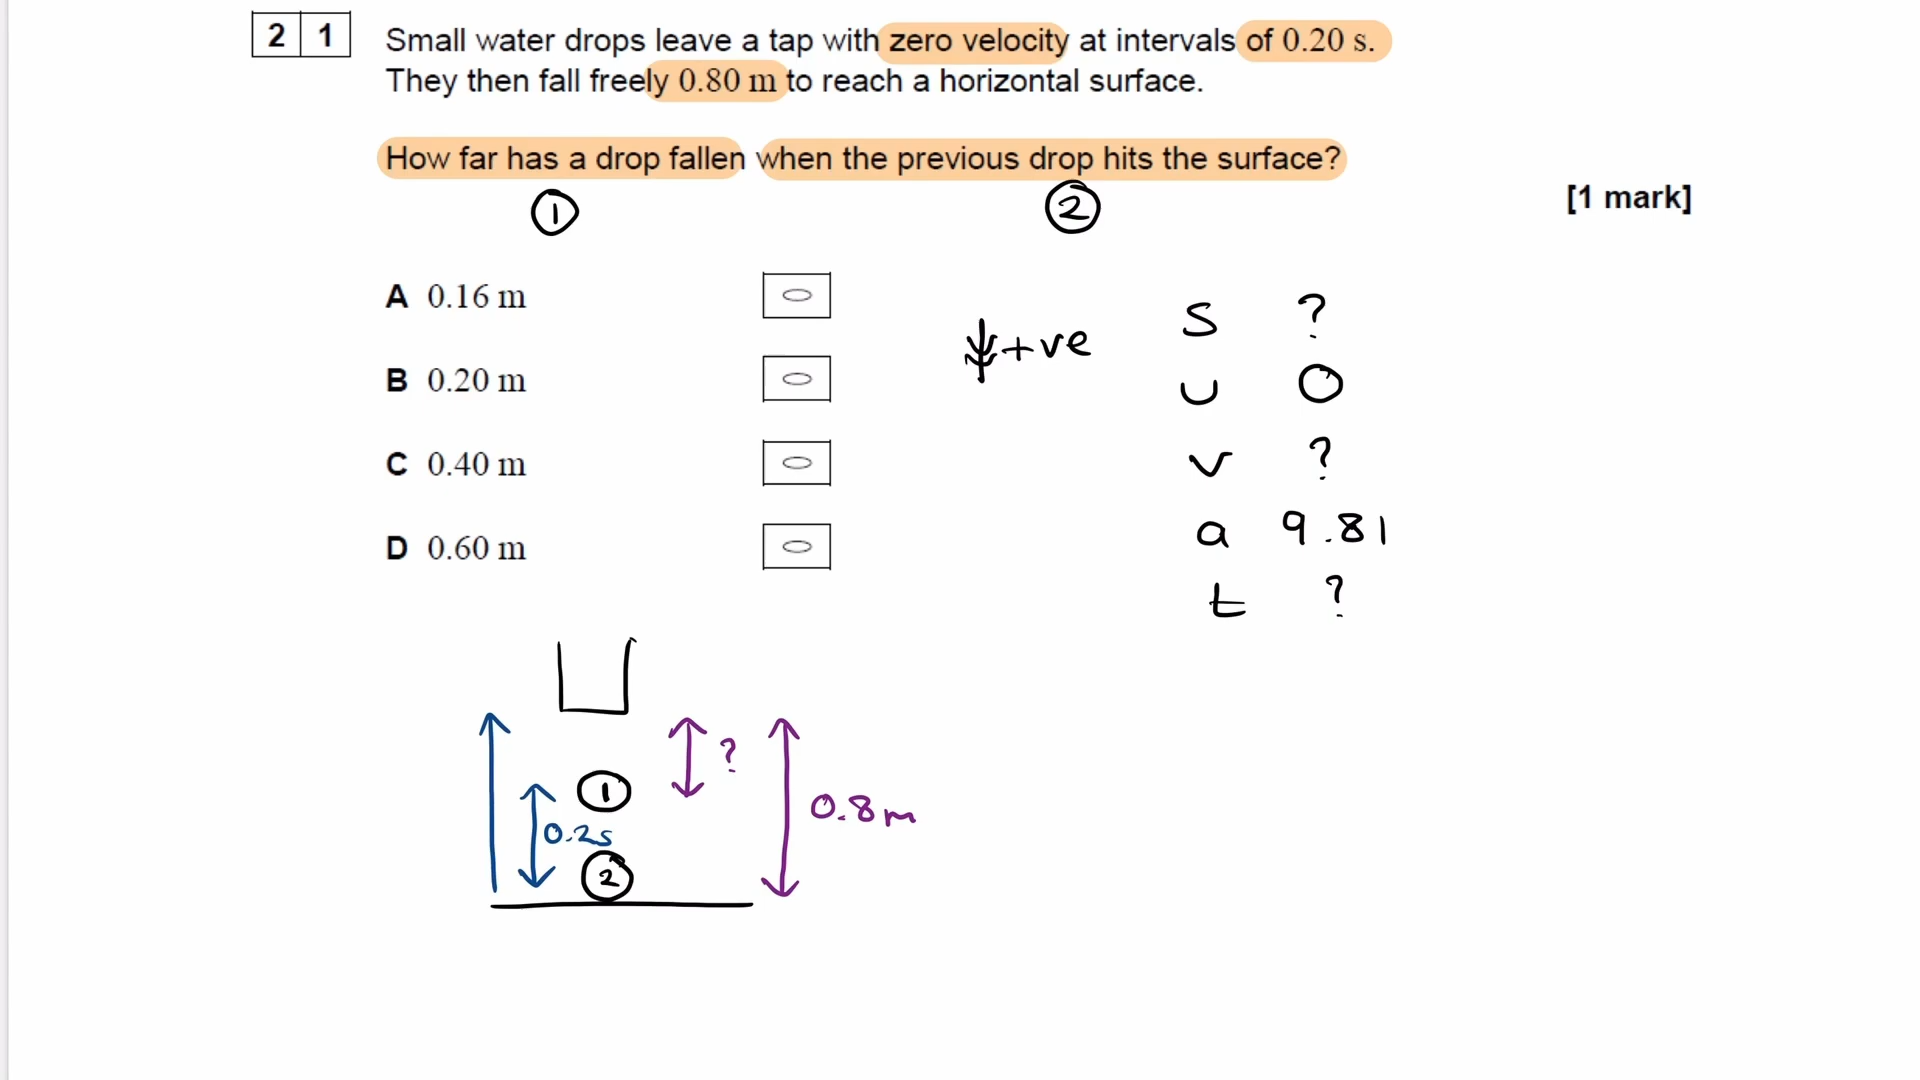 2 1
Small water drops leave a tap with zero velocity at intervals of 0.20 s.
They then fall freely 0.80 m to reach a horizontal surface.
How far has a drop fallen when the previous drop hits the surface?
1 2
[1 mark]
A 0.16 m
B 0.20 m
C 0.40 m
D 0.60 m
+ve
s ?
u 0
v ?
a 9.81
t ?
?
1
0.8m
0.2s
2